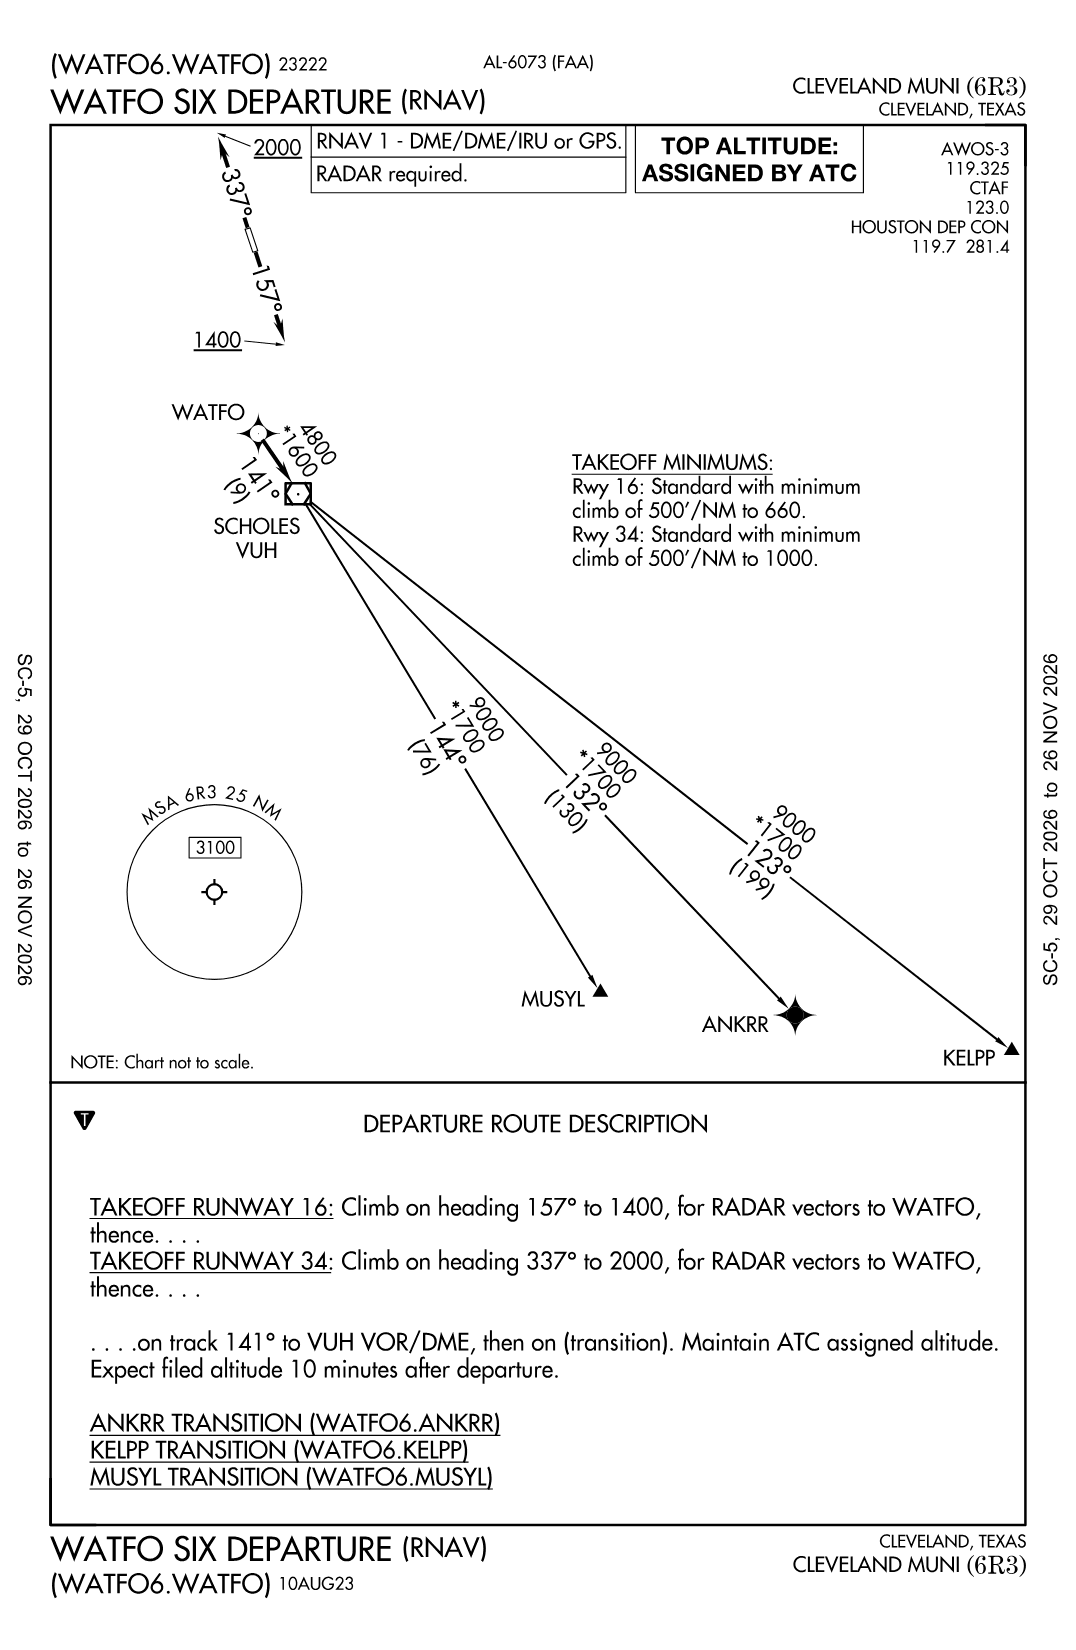 (WATFO6.WATFO) 23222
AL-6073 (FAA)
WATFO SIX DEPARTURE (RNAV)
CLEVELAND MUNI (6R3)
CLEVELAND, TEXAS
2000
RNAV 1 - DME/DME/IRU or GPS.
RADAR required.
TOP ALTITUDE:
ASSIGNED BY ATC
AWOS-3
119.325
CTAF
123.0
HOUSTON DEP CON
119.7 281.4
337°
157°
1400
WATFO
4800
*1600
141°
(9)
SCHOLES
VUH
TAKEOFF MINIMUMS:
Rwy 16: Standard with minimum
climb of 500'/NM to 660.
Rwy 34: Standard with minimum
climb of 500'/NM to 1000.
9000
*1700
144°
(76)
9000
*1700
132°
(130)
9000
*1700
123°
(199)
MSA 6R3 25 NM
3100
MUSYL
ANKRR
KELPP
NOTE: Chart not to scale.
SC-5, 29 OCT 2026 to 26 NOV 2026
SC-5, 29 OCT 2026 to 26 NOV 2026
T
DEPARTURE ROUTE DESCRIPTION
TAKEOFF RUNWAY 16: Climb on heading 157° to 1400, for RADAR vectors to WATFO,
thence. . . .
TAKEOFF RUNWAY 34: Climb on heading 337° to 2000, for RADAR vectors to WATFO,
thence. . . .
. . . .on track 141° to VUH VOR/DME, then on (transition). Maintain ATC assigned altitude.
Expect filed altitude 10 minutes after departure.
ANKRR TRANSITION (WATFO6.ANKRR)
KELPP TRANSITION (WATFO6.KELPP)
MUSYL TRANSITION (WATFO6.MUSYL)
WATFO SIX DEPARTURE (RNAV)
(WATFO6.WATFO) 10AUG23
CLEVELAND, TEXAS
CLEVELAND MUNI (6R3)